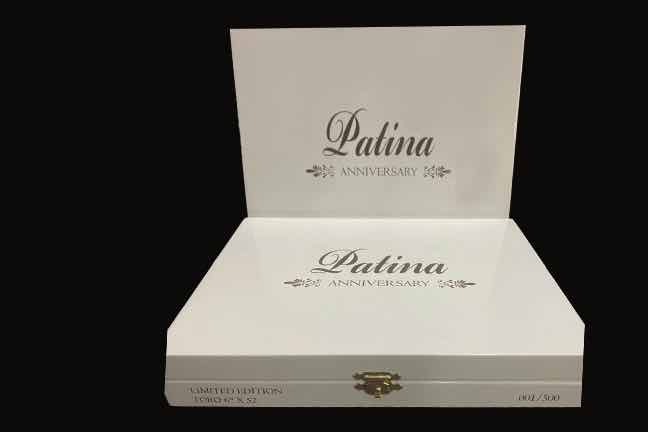 Patina
ANNIVERSARY
Patina
ANNIVERSARY
LIMITED EDITION
TORO 6" X 52
001/500